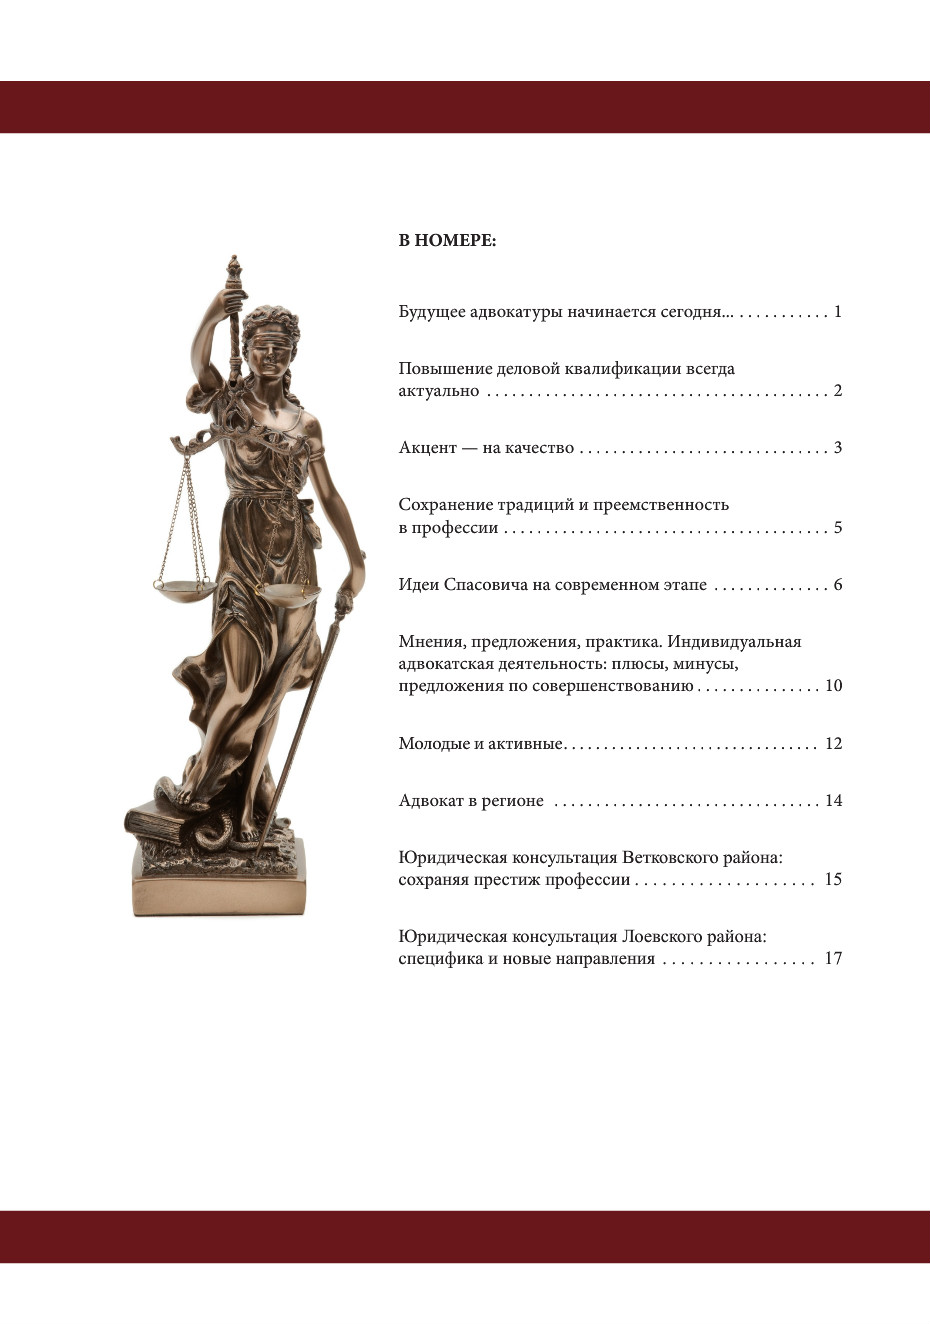 В НОМЕРЕ:
Будущее адвокатуры начинается сегодня... . . . . . . . . . . . 1
Повышение деловой квалификации всегда
актуально . . . . . . . . . . . . . . . . . . . . . . . . . . . . . . . . . . . . . . . . . 2
Акцент — на качество . . . . . . . . . . . . . . . . . . . . . . . . . . . . . . 3
Сохранение традиций и преемственность
в профессии . . . . . . . . . . . . . . . . . . . . . . . . . . . . . . . . . . . . . . . 5
Идеи Спасовича на современном этапе . . . . . . . . . . . . . . 6
Мнения, предложения, практика. Индивидуальная
адвокатская деятельность: плюсы, минусы,
предложения по совершенствованию . . . . . . . . . . . . . . . 10
Молодые и активные. . . . . . . . . . . . . . . . . . . . . . . . . . . . . . . 12
Адвокат в регионе . . . . . . . . . . . . . . . . . . . . . . . . . . . . . . . . 14
Юридическая консультация Ветковского района:
сохраняя престиж профессии . . . . . . . . . . . . . . . . . . . . 15
Юридическая консультация Лоевского района:
специфика и новые направления . . . . . . . . . . . . . . . . . 17